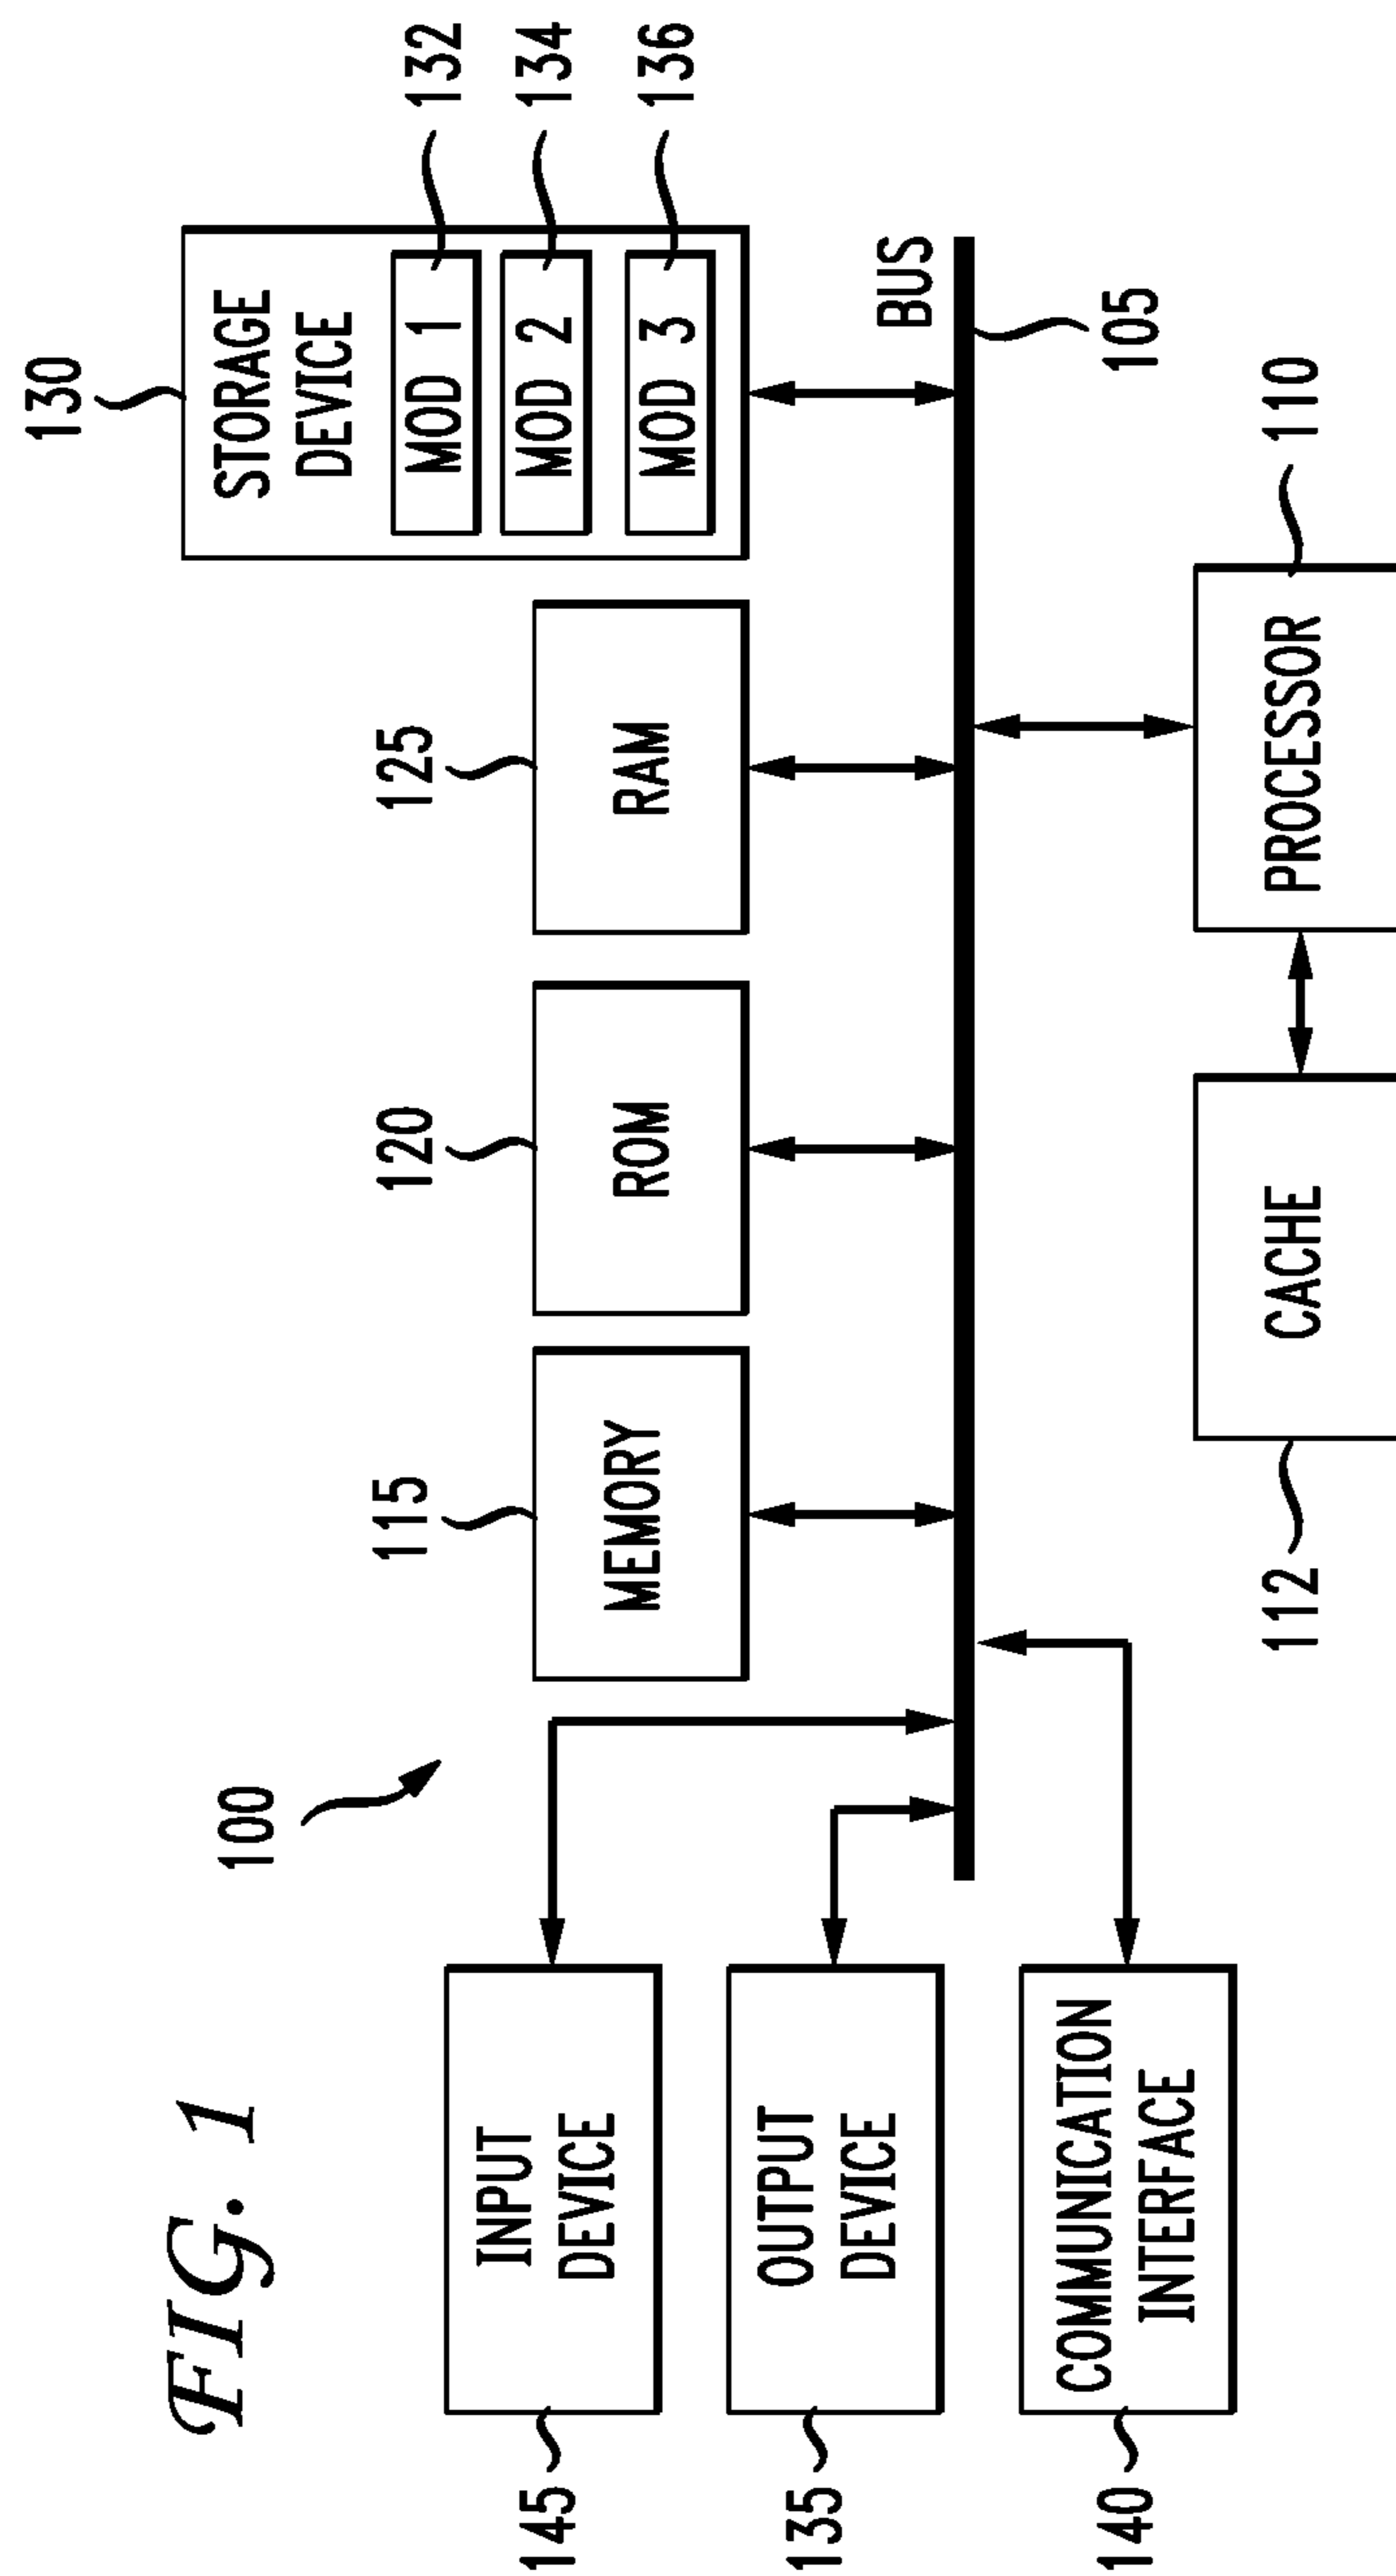 FIG. 1
100
130
STORAGE
DEVICE
MOD 1
132
MOD 2
134
MOD 3
136
115
120
125
MEMORY
ROM
RAM
145
INPUT
DEVICE
135
OUTPUT
DEVICE
BUS
105
140
COMMUNICATION
INTERFACE
112
CACHE
PROCESSOR
110